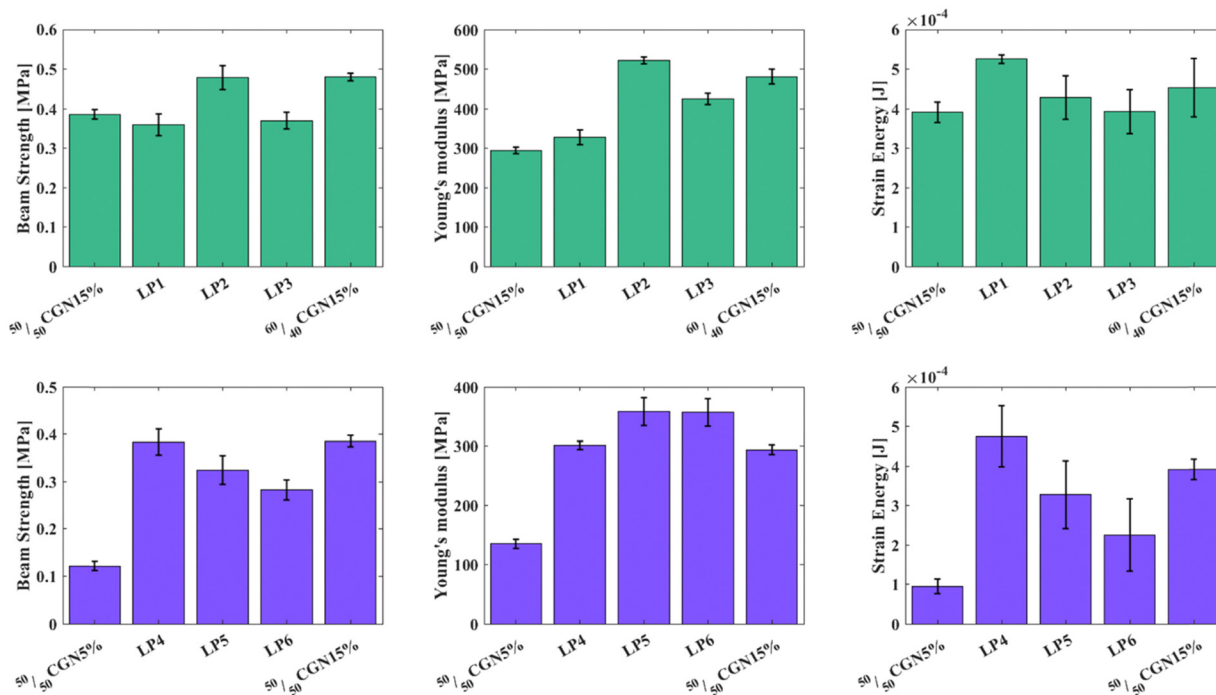 Beam Strength [MPa]
0.6
0.5
0.4
0.3
0.2
0.1
0
50/50 CGN15%
LP1
LP2
LP3
60/40 CGN15%
Young's modulus [MPa]
600
500
400
300
200
100
0
50/50 CGN15%
LP1
LP2
LP3
60/40 CGN15%
Strain Energy [J]
×10-4
6
4
2
0
50/50 CGN15%
LP1
LP2
LP3
60/40 CGN15%
Beam Strength [MPa]
0.5
0.4
0.3
0.2
0.1
0
50/50 CGN5%
LP4
LP5
LP6
50/50 CGN15%
Young's modulus [MPa]
400
300
200
100
0
50/50 CGN5%
LP4
LP5
LP6
50/50 CGN15%
Strain Energy [J]
×10-4
6
5
4
3
2
1
0
50/50 CGN5%
LP4
LP5
LP6
50/50 CGN15%